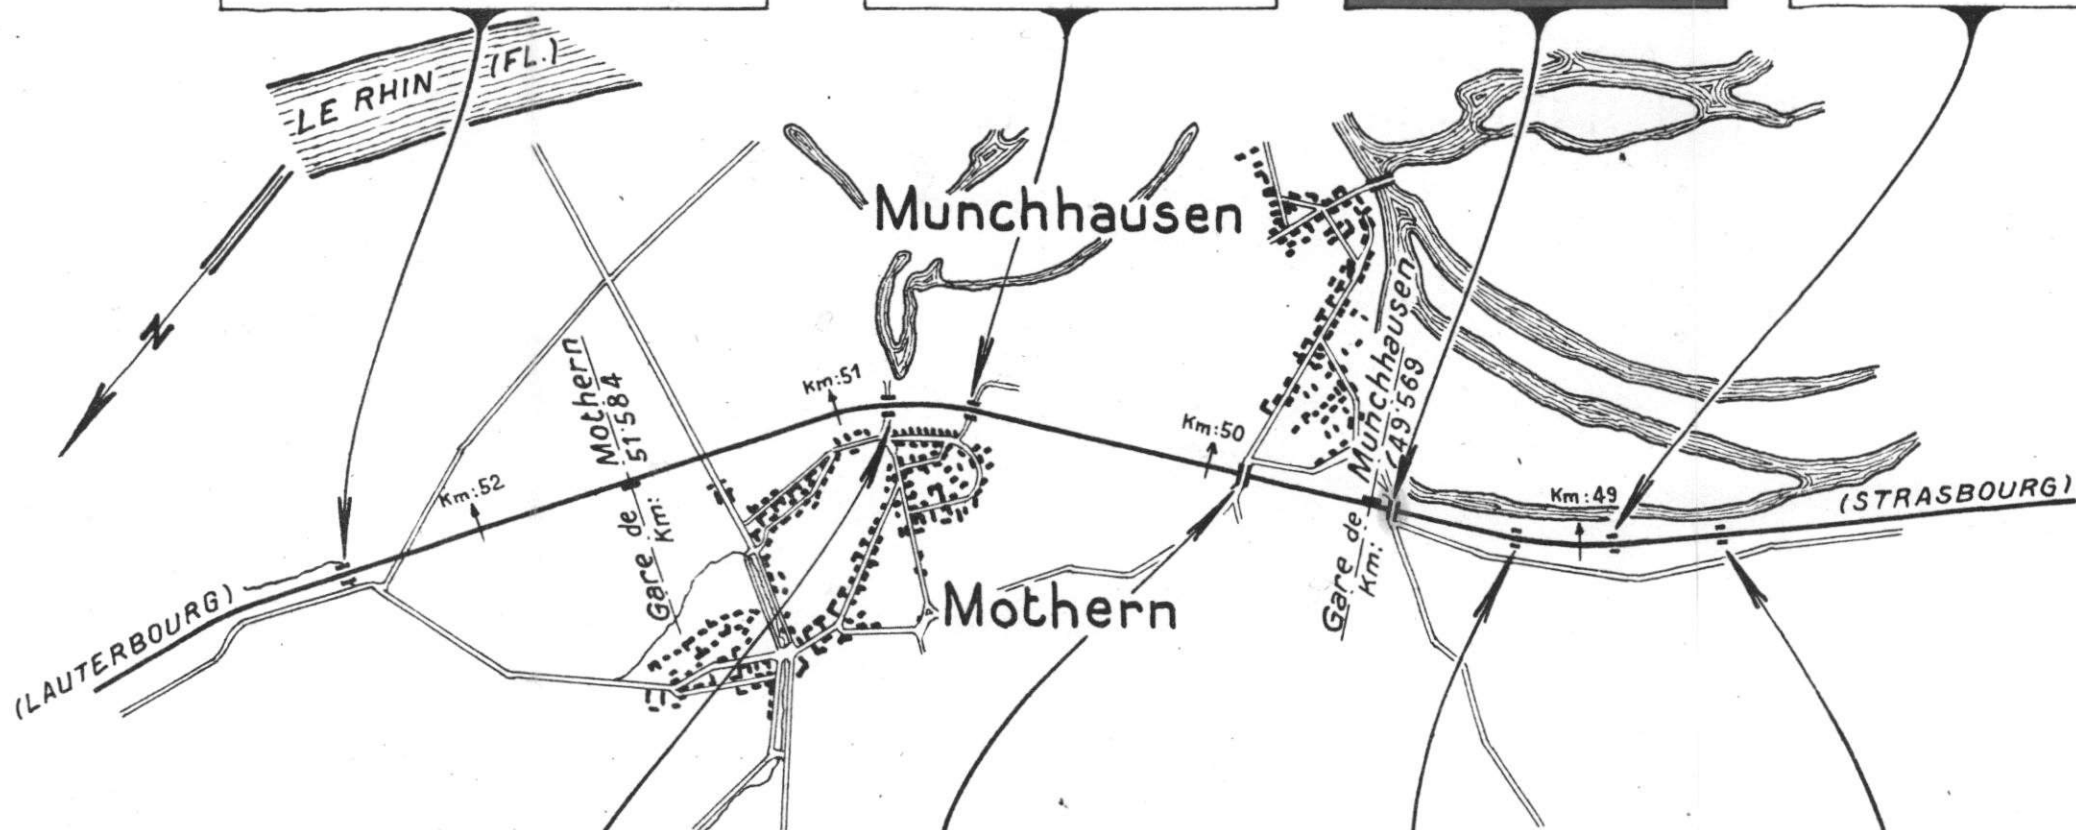 LE RHIN (FL.)
N
Munchhausen
Km:51
Gare de Mothern
Km: 51'584
Km:50
Gare de Munchhausen
Km: 49'569
Km:52
Km:49
(STRASBOURG)
(LAUTERBOURG)
Mothern